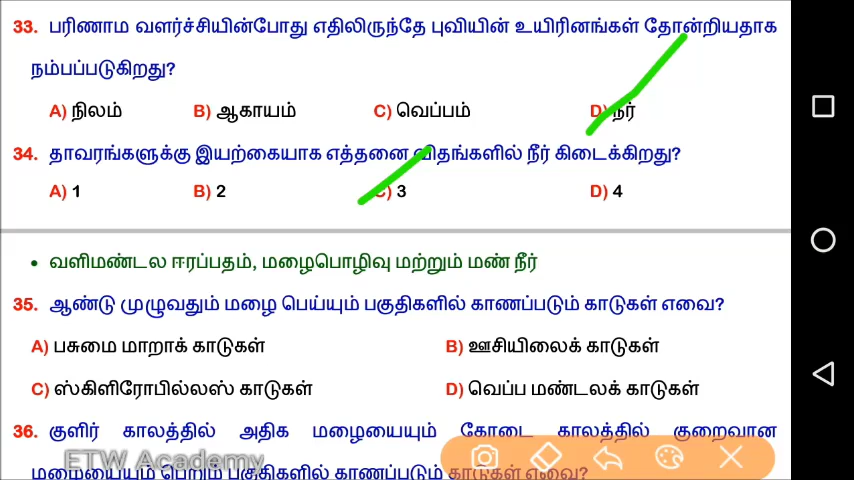 33. பரிணாம வளர்ச்சியின்போது எதிலிருந்தே புவியின் உயிரினங்கள் தோன்றியதாக
நம்பப்படுகிறது?
A) நிலம் B) ஆகாயம் C) வெப்பம் D) நீர்
34. தாவரங்களுக்கு இயற்கையாக எத்தனை விதங்களில் நீர் கிடைக்கிறது?
A) 1 B) 2 C) 3 D) 4
• வளிமண்டல ஈரப்பதம், மழைபொழிவு மற்றும் மண் நீர்
35. ஆண்டு முழுவதும் மழை பெய்யும் பகுதிகளில் காணப்படும் காடுகள் எவை?
A) பசுமை மாறாக் காடுகள் B) ஊசியிலைக் காடுகள்
C) ஸ்கிளிரோபில்லஸ் காடுகள் D) வெப்ப மண்டலக் காடுகள்
36. குளிர் காலத்தில் அதிக மழையையும் கோடை காலத்தில் குறைவான
மழையையும் பெறும் பகுதிகளில் காணப்படும் காடுகள் எவை?
ETW Academy